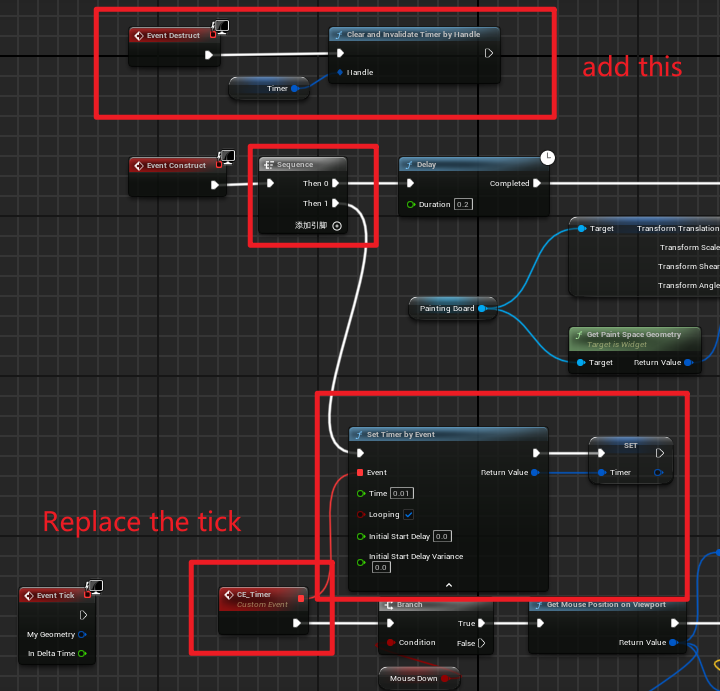 Event Destruct
Clear and Invalidate Timer by Handle
Handle
Timer
add this
Event Construct
Sequence
Then 0
Then 1
添加引脚
Delay
Completed
Duration 0.2
Target
Transform Translation
Transform Scale
Transform Shear
Transform Angle
Painting Board
Get Paint Space Geometry
Target is Widget
Target
Return Value
Set Timer by Event
SET
Event
Return Value
Timer
Time 0.01
Looping
Initial Start Delay 0.0
Initial Start Delay Variance
0.0
Replace the tick
Event Tick
My Geometry
In Delta Time
CE_Timer
Custom Event
Branch
True
Condition
False
Get Mouse Position on Viewport
Return Value
Mouse Down